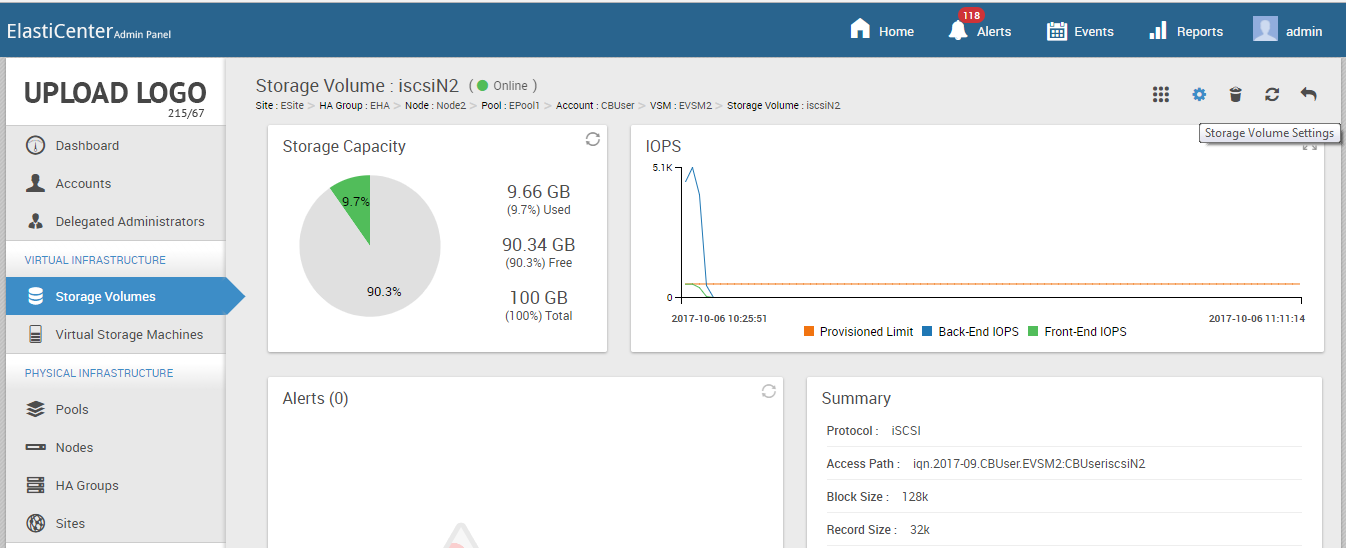 ElastiCenter Admin Panel
Home
118
Alerts
Events
Reports
admin
UPLOAD LOGO
215/67
Dashboard
Accounts
Delegated Administrators
VIRTUAL INFRASTRUCTURE
Storage Volumes
Virtual Storage Machines
PHYSICAL INFRASTRUCTURE
Pools
Nodes
HA Groups
Sites
Storage Volume : iscsiN2 ( Online )
Site : ESite > HA Group : EHA > Node : Node2 > Pool : EPool1 > Account : CBUser > VSM : EVSM2 > Storage Volume : iscsiN2
Storage Volume Settings
Storage Capacity
9.7%
90.3%
9.66 GB
(9.7%) Used
90.34 GB
(90.3%) Free
100 GB
(100%) Total
IOPS
5.1K
0
2017-10-06 10:25:51
2017-10-06 11:11:14
Provisioned Limit
Back-End IOPS
Front-End IOPS
Alerts (0)
Summary
Protocol : iSCSI
Access Path : iqn.2017-09.CBUser.EVSM2:CBUseriscsiN2
Block Size : 128k
Record Size : 32k